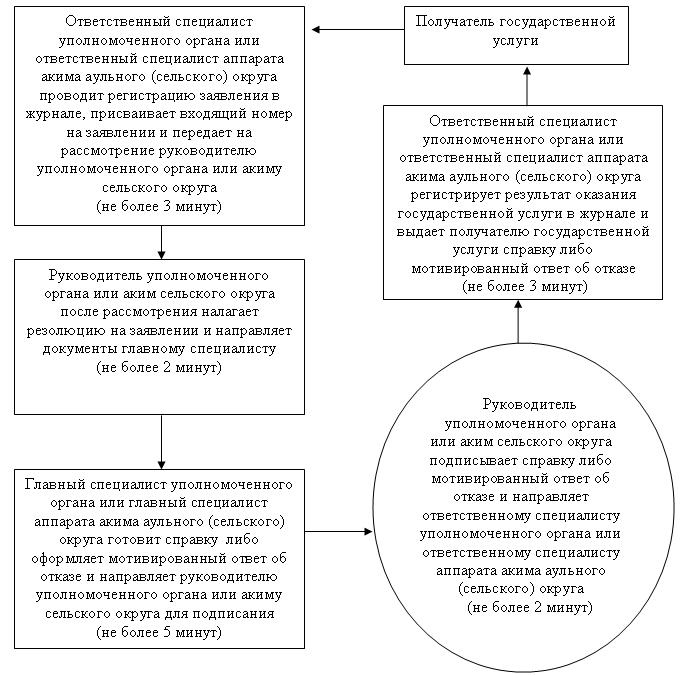 Получатель государственной
услуги
Ответственный специалист
уполномоченного органа или
ответственный специалист аппарата
акима аульного (сельского) округа
проводит регистрацию заявления в
журнале, присваивает входящий номер
на заявлении и передает на
рассмотрение руководителю
уполномоченного органа или акиму
сельского округа
(не более 3 минут)
Руководитель уполномоченного
органа или аким сельского округа
после рассмотрения налагает
резолюцию на заявлении и направляет
документы главному специалисту
(не более 2 минут)
Главный специалист уполномоченного
органа или главный специалист
аппарата акима аульного (сельского)
округа готовит справку либо
оформляет мотивированный ответ об
отказе и направляет руководителю
уполномоченного органа или акиму
сельского округа для подписания
(не более 5 минут)
Руководитель
уполномоченного органа
или аким сельского округа
подписывает справку либо
мотивированный ответ об
отказе и направляет
ответственному специалисту
уполномоченного органа или
ответственному специалисту
аппарата акима аульного
(сельского) округа
(не более 2 минут)
Ответственный специалист
уполномоченного органа или
ответственный специалист аппарата
акима аульного (сельского) округа
регистрирует результат оказания
государственной услуги в журнале и
выдает получателю государственной
услуги справку либо
мотивированный ответ об отказе
(не более 3 минут)